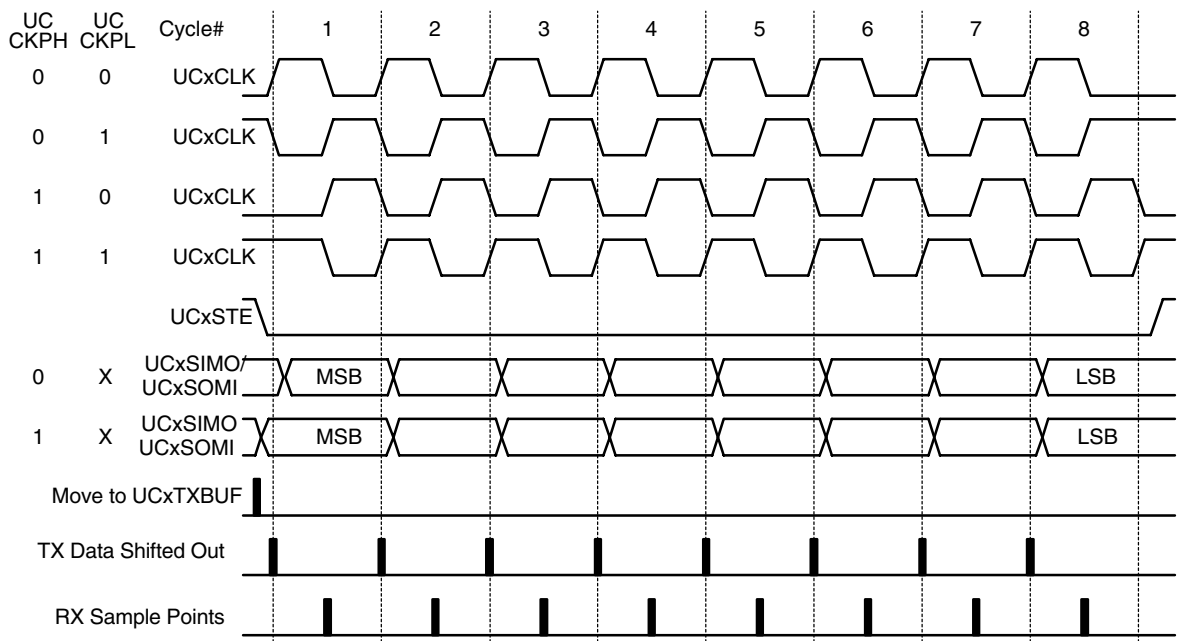 UC UC
CKPH CKPL Cycle# 1 2 3 4 5 6 7 8
0 0 UCxCLK
0 1 UCxCLK
1 0 UCxCLK
1 1 UCxCLK
UCxSTE
UCxSIMO/
0 X UCxSOMI MSB LSB
UCxSIMO
1 X UCxSOMI MSB LSB
Move to UCxTXBUF
TX Data Shifted Out
RX Sample Points